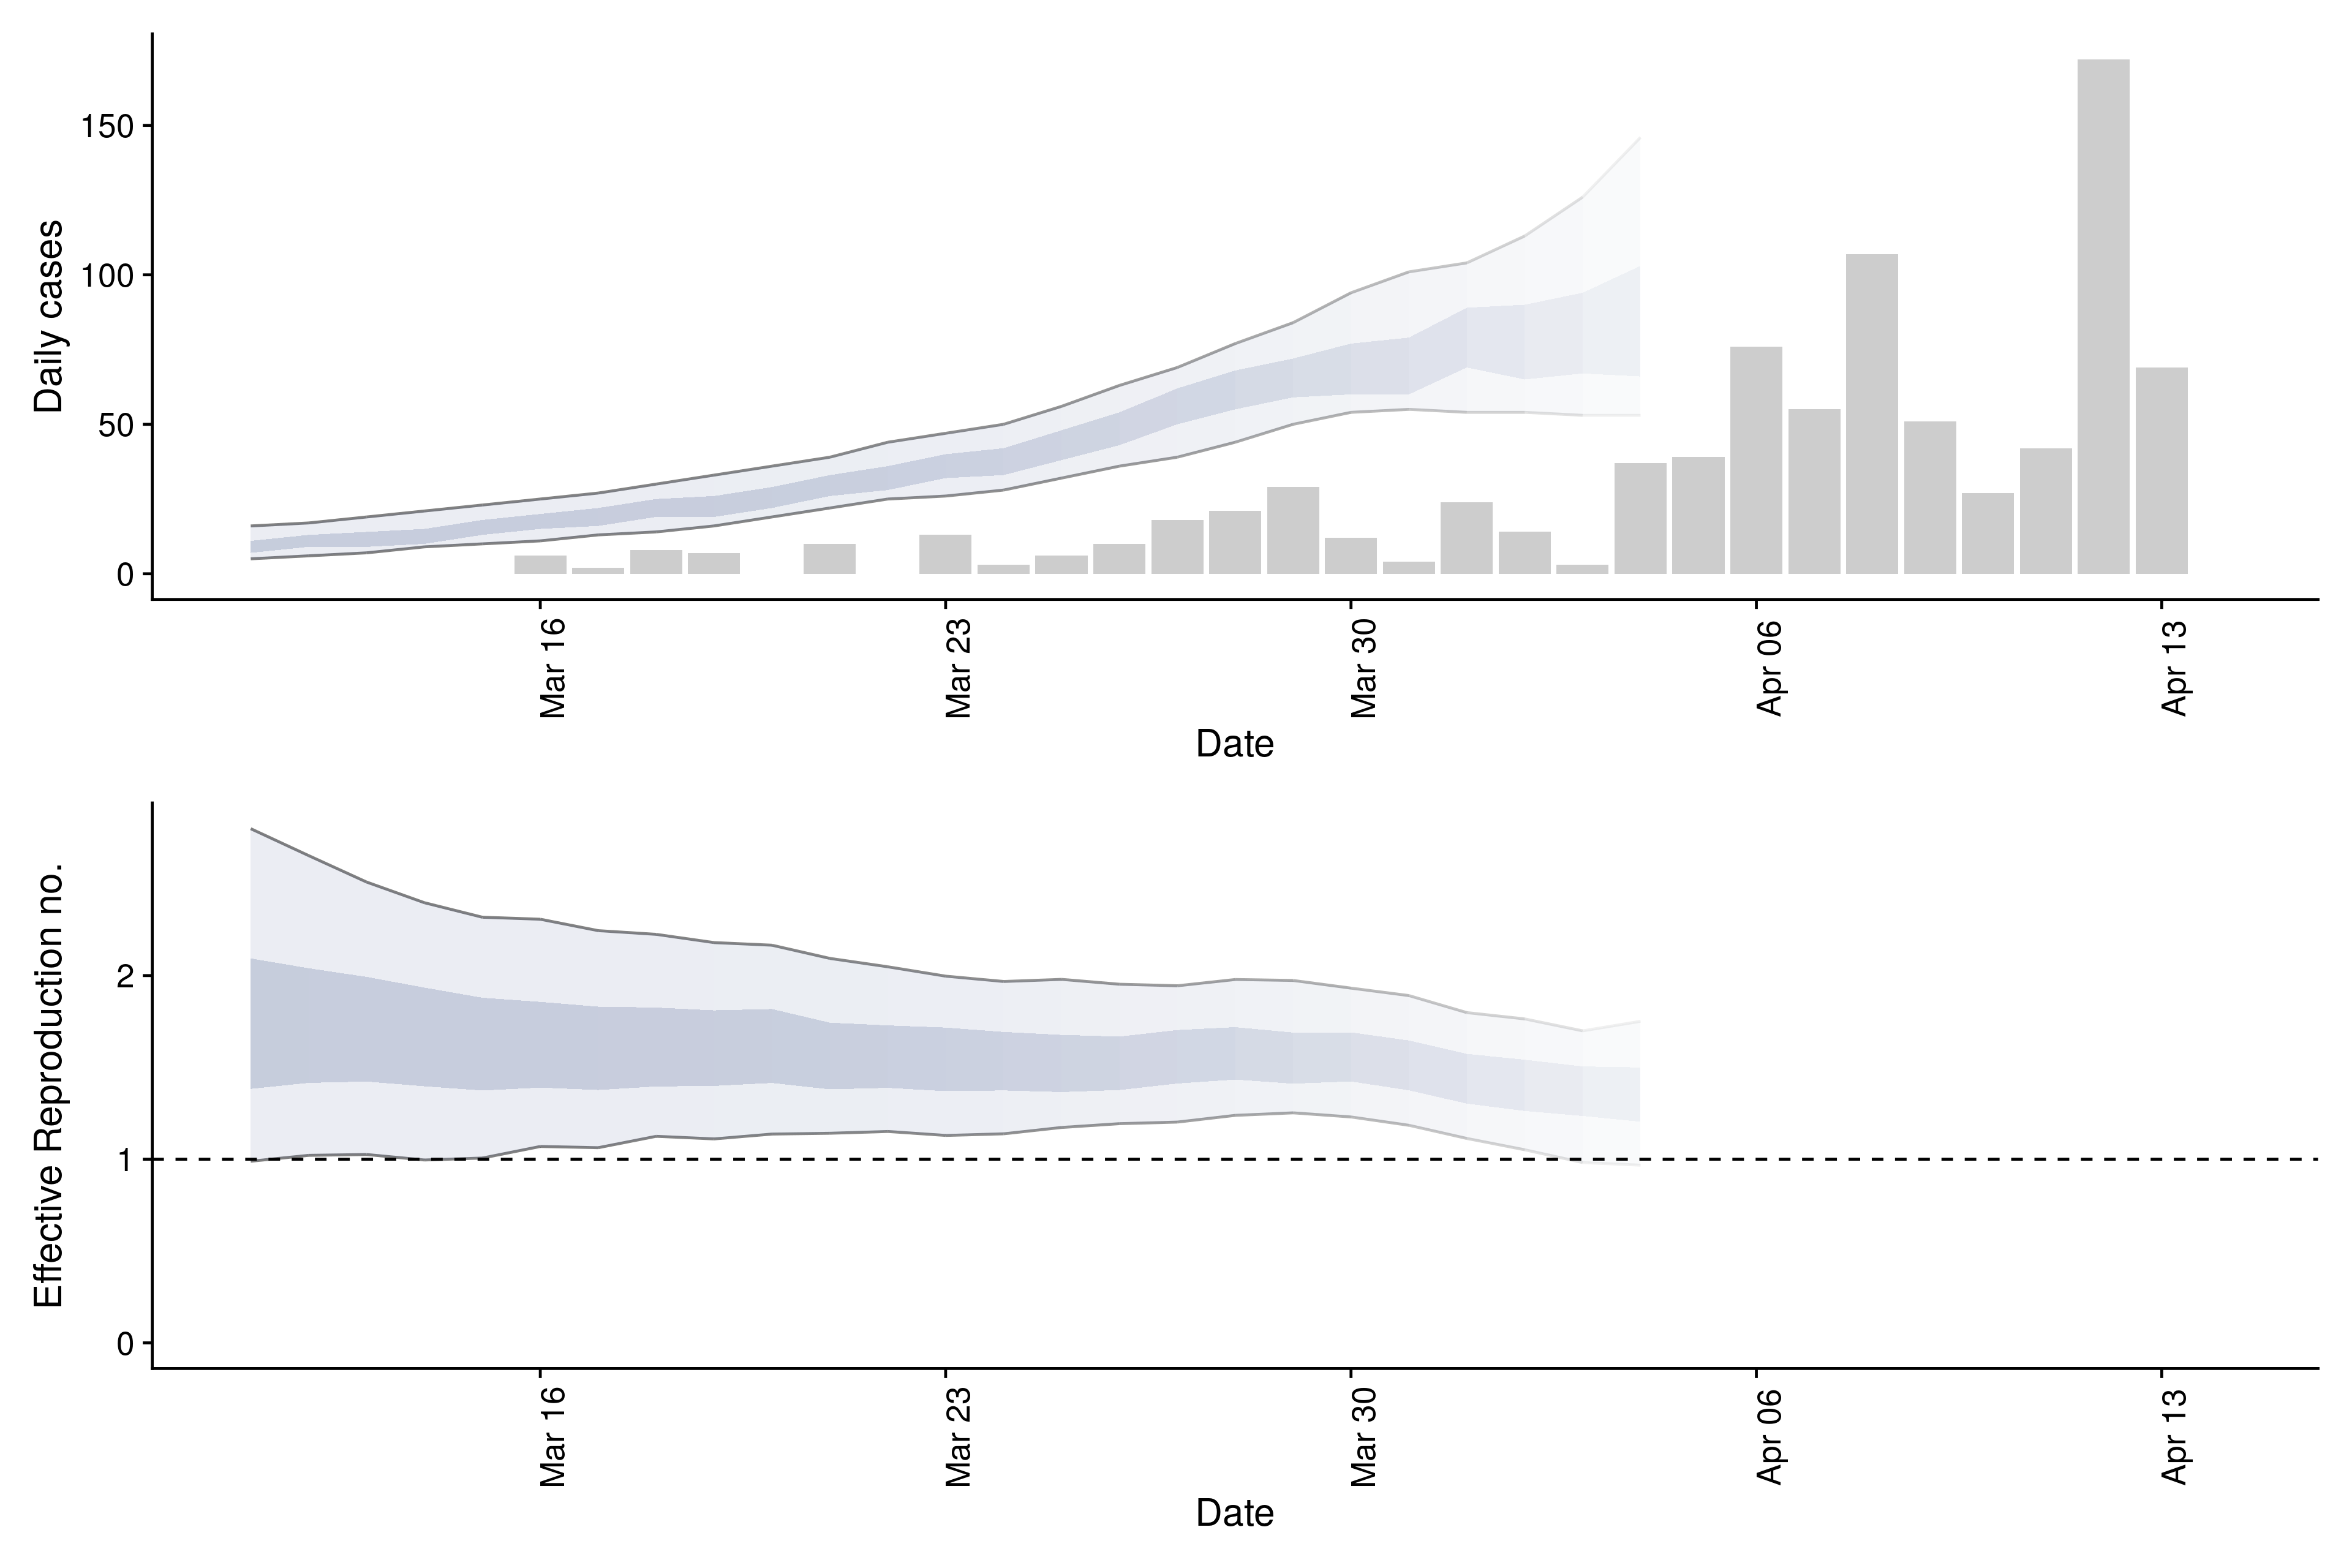 Daily cases
150
100
50
0
Mar 16
Mar 23
Mar 30
Apr 06
Apr 13
Date
Effective Reproduction no.
2
1
0
Mar 16
Mar 23
Mar 30
Apr 06
Apr 13
Date